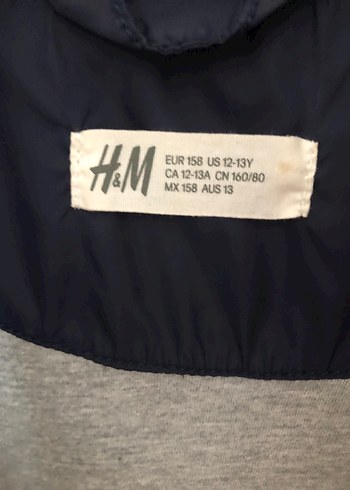 H&M
EUR 158 US 12-13Y
CA 12-13A CN 160/80
MX 158 AUS 13